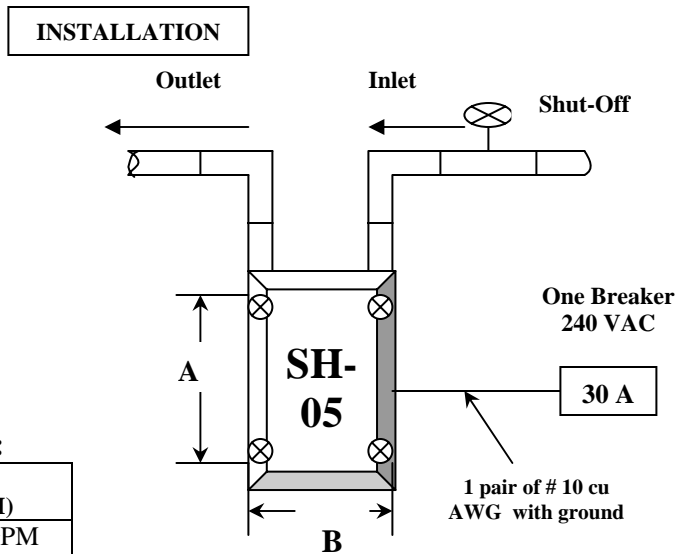 INSTALLATION
Outlet
Inlet
Shut-Off
One Breaker
240 VAC
A
SH-
05
30 A
1 pair of # 10 cu
AWG with ground
B
:
)
PM